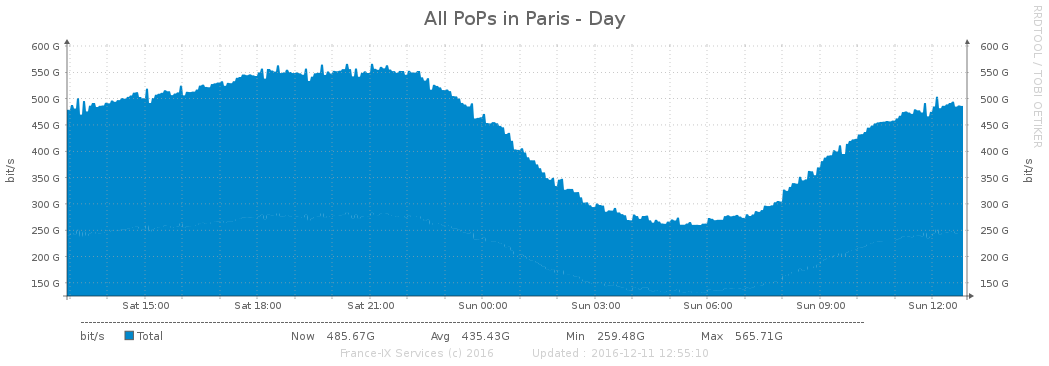 All PoPs in Paris - Day
RRDTOOL / TOBI OETIKER
600 G 600 G
550 G 550 G
500 G 500 G
450 G 450 G
400 G 400 G
350 G 350 G
300 G 300 G
250 G 250 G
200 G 200 G
150 G 150 G
bit/s
bit/s
Sat 15:00 Sat 18:00 Sat 21:00 Sun 00:00 Sun 03:00 Sun 06:00 Sun 09:00 Sun 12:00
bit/s Total Now 485.67G Avg 435.43G Min 259.48G Max 565.71G
France-IX Services (c) 2016 Updated : 2016-12-11 12:55:10